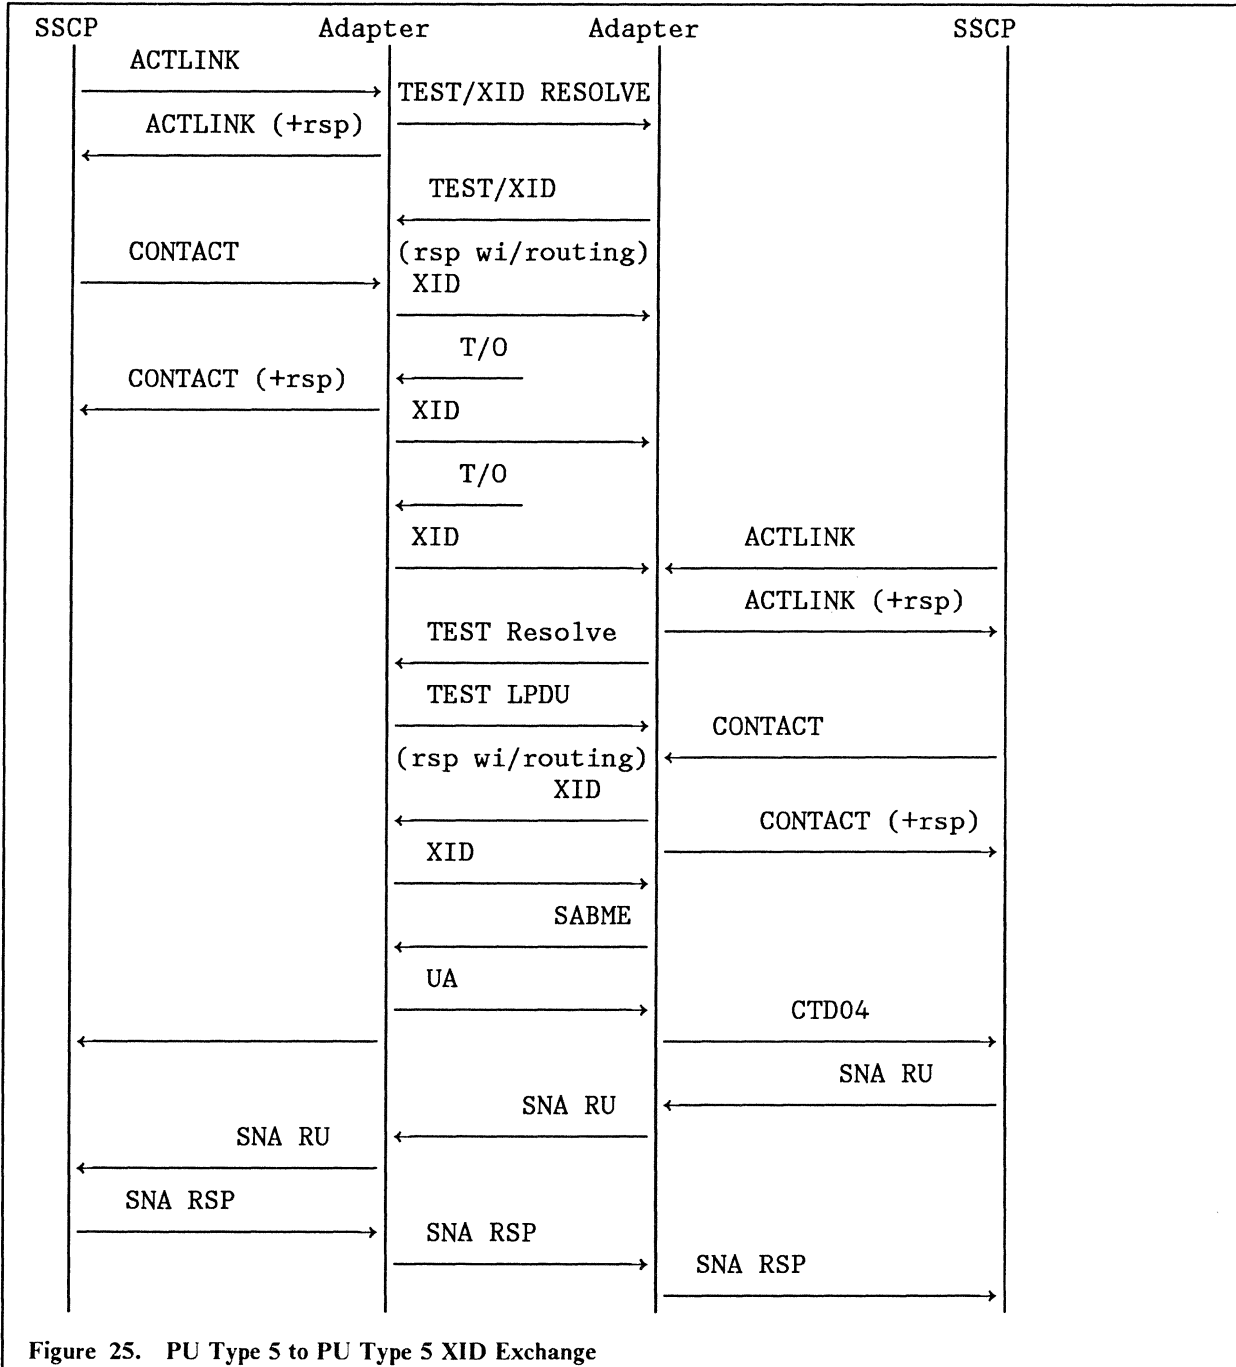 SSCP Adapter Adapter SSCP
ACTLINK
TEST/XID RESOLVE
ACTLINK (+rsp)
TEST/XID
CONTACT (rsp wi/routing)
XID
T/O
CONTACT (+rsp)
XID
T/O
XID ACTLINK
ACTLINK (+rsp)
TEST Resolve
TEST LPDU
CONTACT
(rsp wi/routing)
XID
CONTACT (+rsp)
XID
SABME
UA
CTD04
SNA RU
SNA RU
SNA RU
SNA RSP
SNA RSP
SNA RSP
Figure 25. PU Type 5 to PU Type 5 XID Exchange